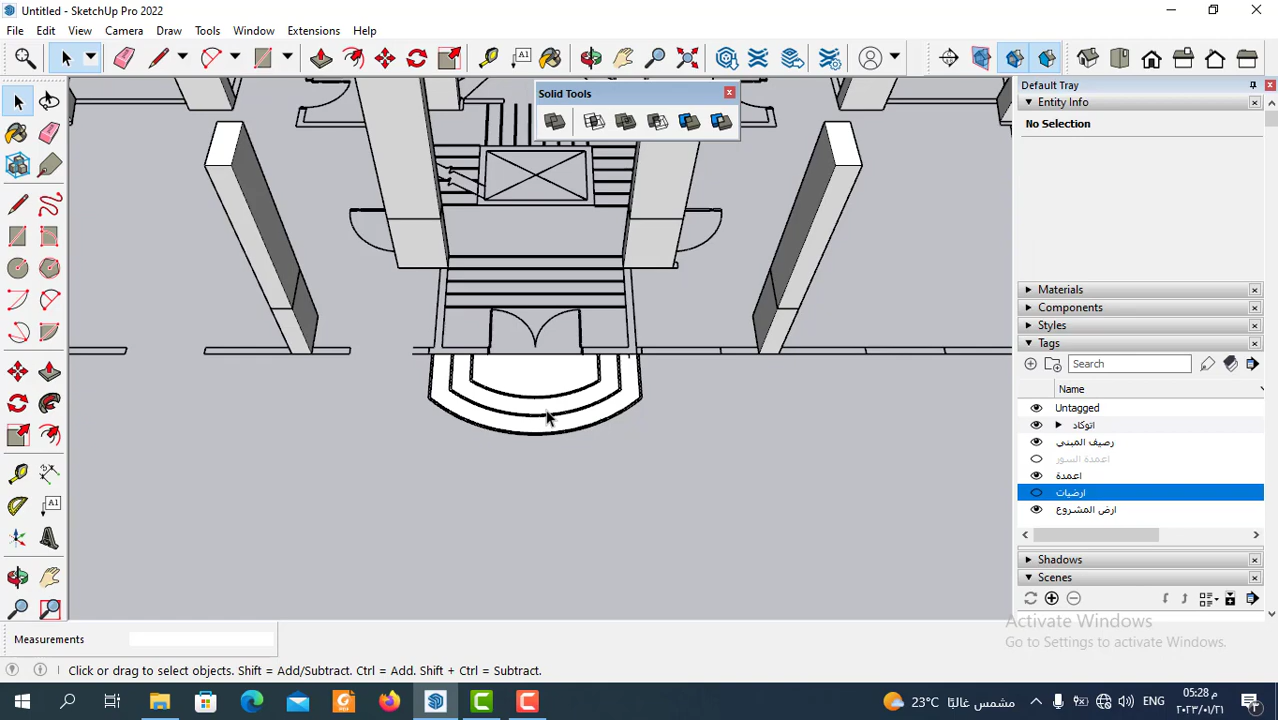 Untitled - SketchUp Pro 2022
File Edit View Camera Draw Tools Window Extensions Help
Solid Tools
Default Tray
Entity Info
No Selection
Materials
Components
Styles
Tags
Search
Name
Untagged
اتوكاد
رصيف المبنى
اعمدة السور
اعمدة
ارضيات
ارض المشروع
Shadows
Scenes
Activate Windows
Go to Settings to activate Windows.
Measurements
Click or drag to select objects. Shift = Add/Subtract. Ctrl = Add. Shift + Ctrl = Subtract.
23°C مشمس غالبًا
ENG
05:28 م
٢٠٢٣/٠١/٢١